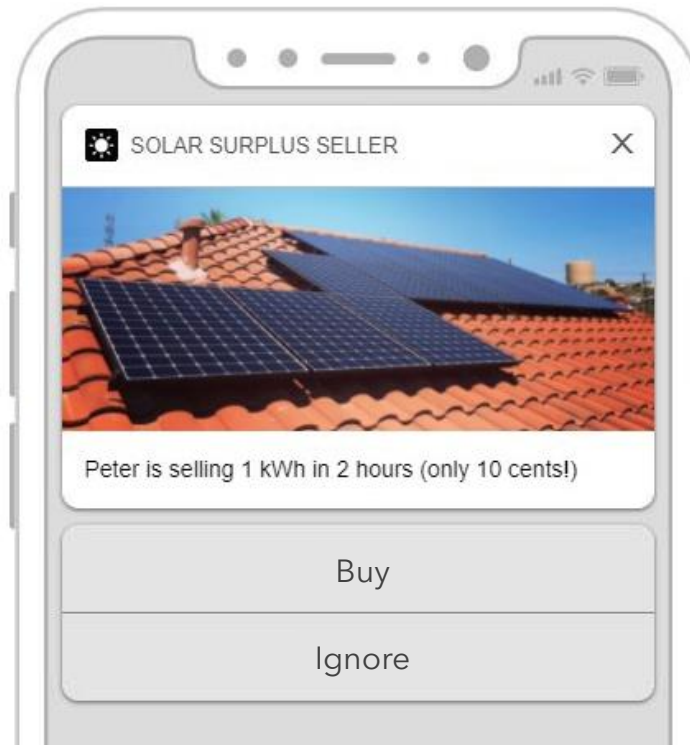 SOLAR SURPLUS SELLER
Peter is selling 1 kWh in 2 hours (only 10 cents!)
Buy
Ignore